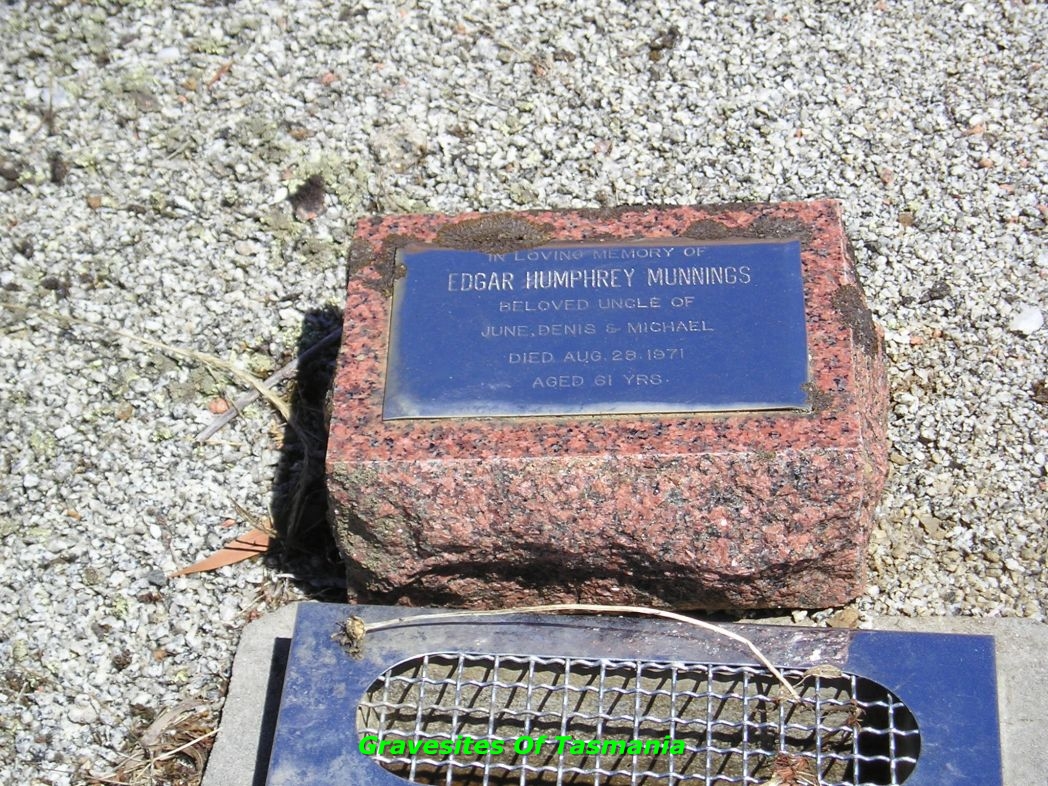 IN LOVING MEMORY OF
EDGAR HUMPHREY MUNNINGS
BELOVED UNCLE OF
JUNE, DENIS & MICHAEL
DIED AUG. 29. 1971
AGED 61 YRS.
Gravesites Of Tasmania